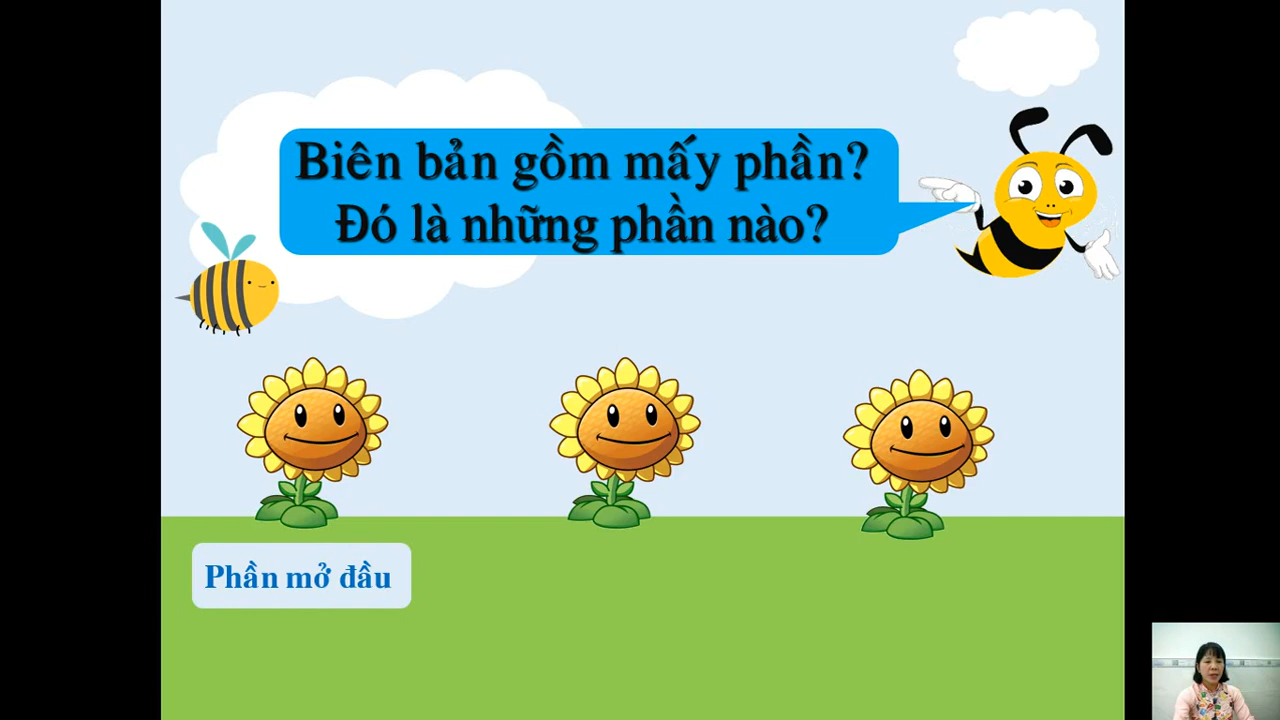 Biên bản gồm mấy phần?
Đó là những phần nào?
Phần mở đầu